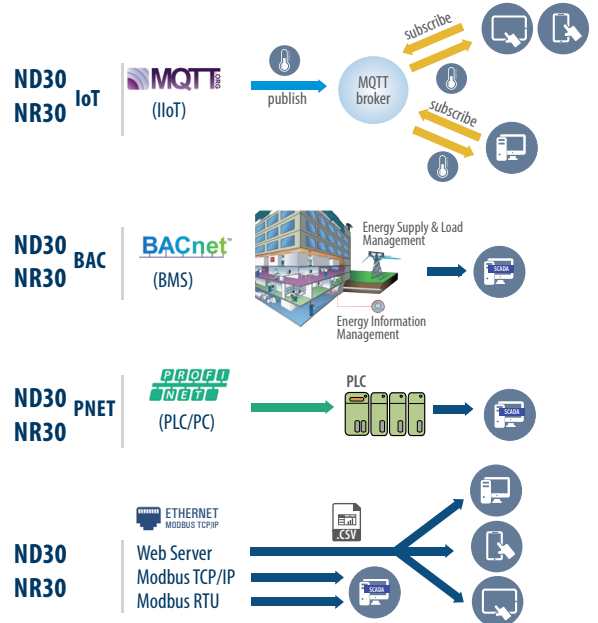 ND30
NR30
IoT
MQTT.ORG
(IIoT)
publish
MQTT
broker
subscribe
subscribe
ND30
NR30
BAC
BACnet™
(BMS)
Energy Supply & Load
Management
Energy Information
Management
SCADA
ND30
NR30
PNET
PROFI
NET
(PLC/PC)
PLC
SCADA
ND30
NR30
ETHERNET
MODBUS TCP/IP
.CSV
Web Server
Modbus TCP/IP
Modbus RTU
SCADA